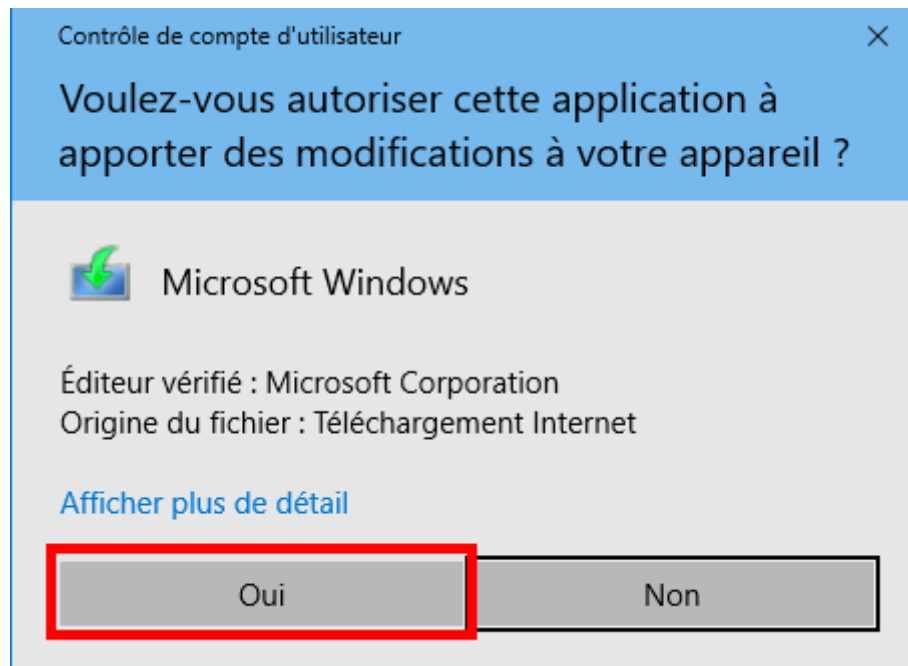 Contrôle de compte d'utilisateur
Voulez-vous autoriser cette application à
apporter des modifications à votre appareil ?
Microsoft Windows
Éditeur vérifié : Microsoft Corporation
Origine du fichier : Téléchargement Internet
Afficher plus de détail
Oui
Non